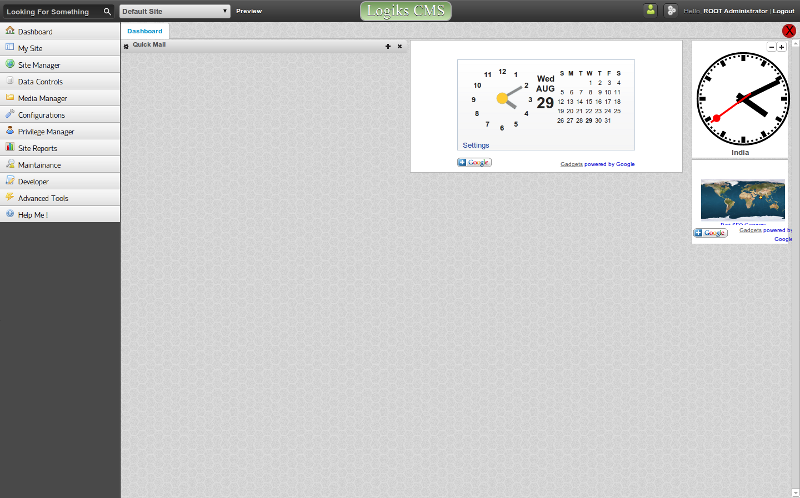 Looking For Something
Default Site
Preview
Logiks CMS
Hello ROOT Administrator | Logout
Dashboard
My Site
Site Manager
Data Controls
Media Manager
Configurations
Privilege Manager
Site Reports
Maintainance
Developer
Advanced Tools
Help Me !
Dashboard
X
Quick Mail
12
1
2
3
4
5
6
7
8
9
10
11
Wed
AUG
29
S M T W T F S
1 2 3 4
5 6 7 8 9 10 11
12 13 14 15 16 17 18
19 20 21 22 23 24 25
26 27 28 29 30 31
Settings
Google
Gadgets powered by Google
India
Google
Gadgets powered by
Google